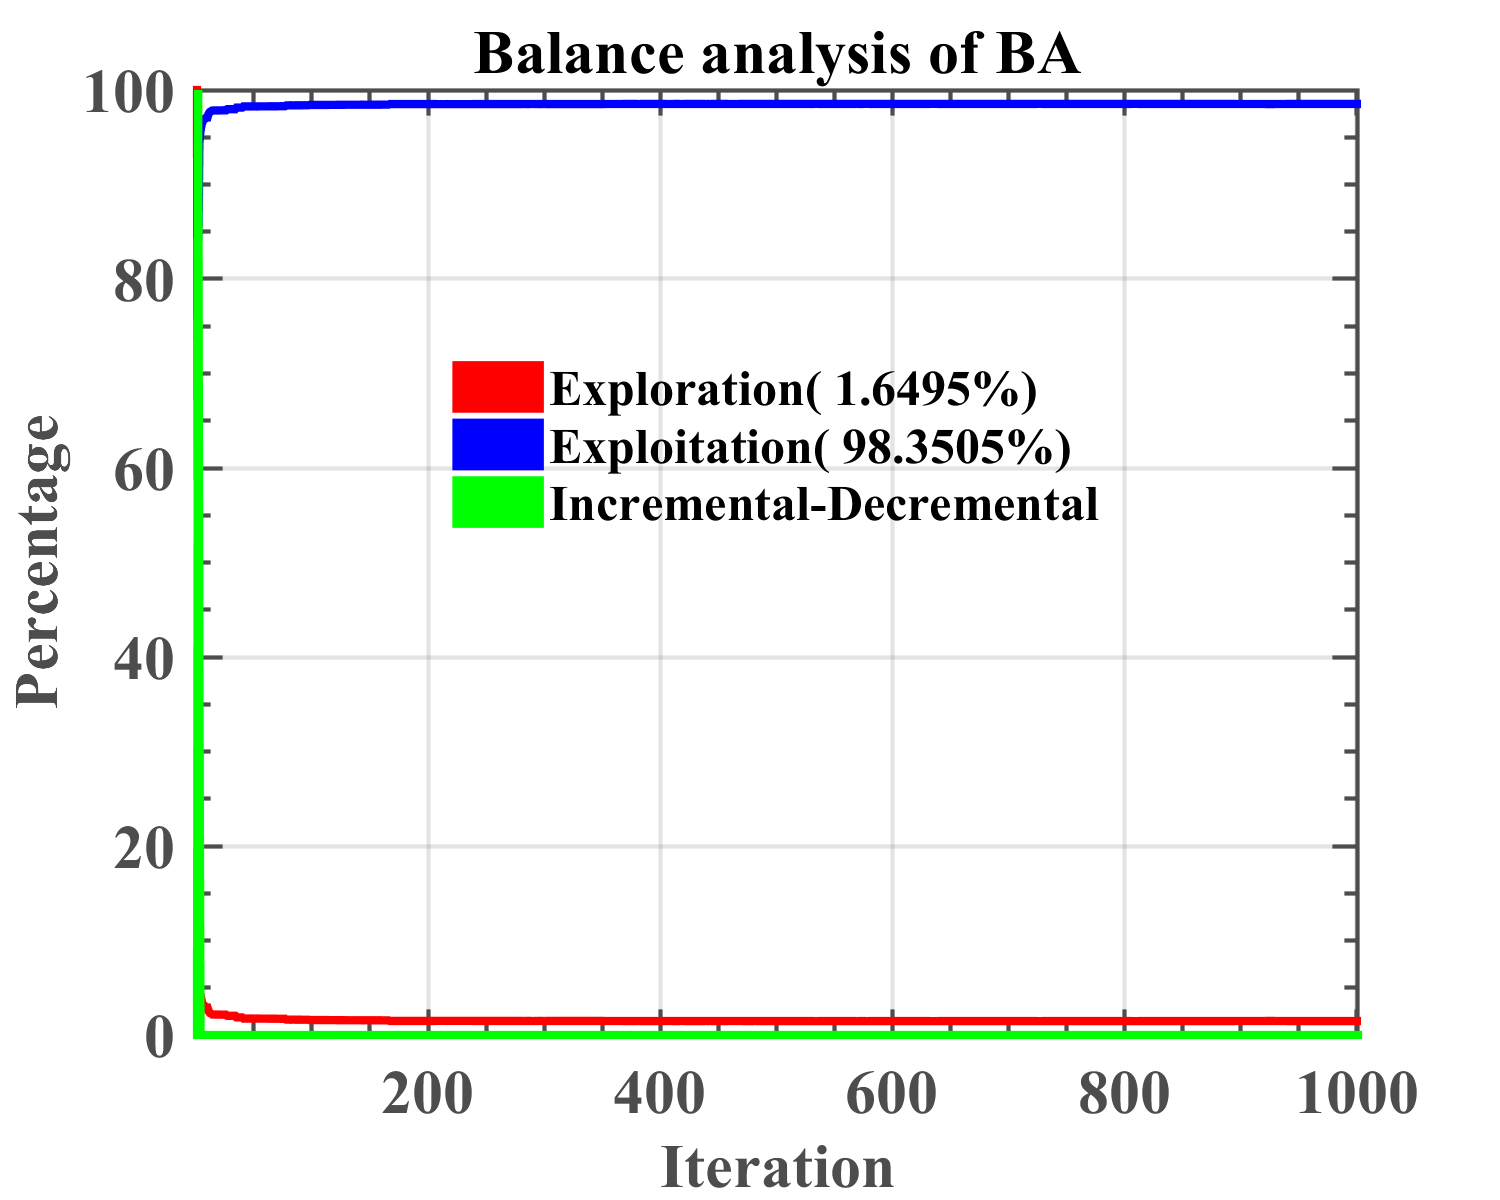 Balance analysis of BA
100
80
60
40
20
0
Percentage
Exploration( 1.6495%)
Exploitation( 98.3505%)
Incremental-Decremental
200 400 600 800 1000
Iteration